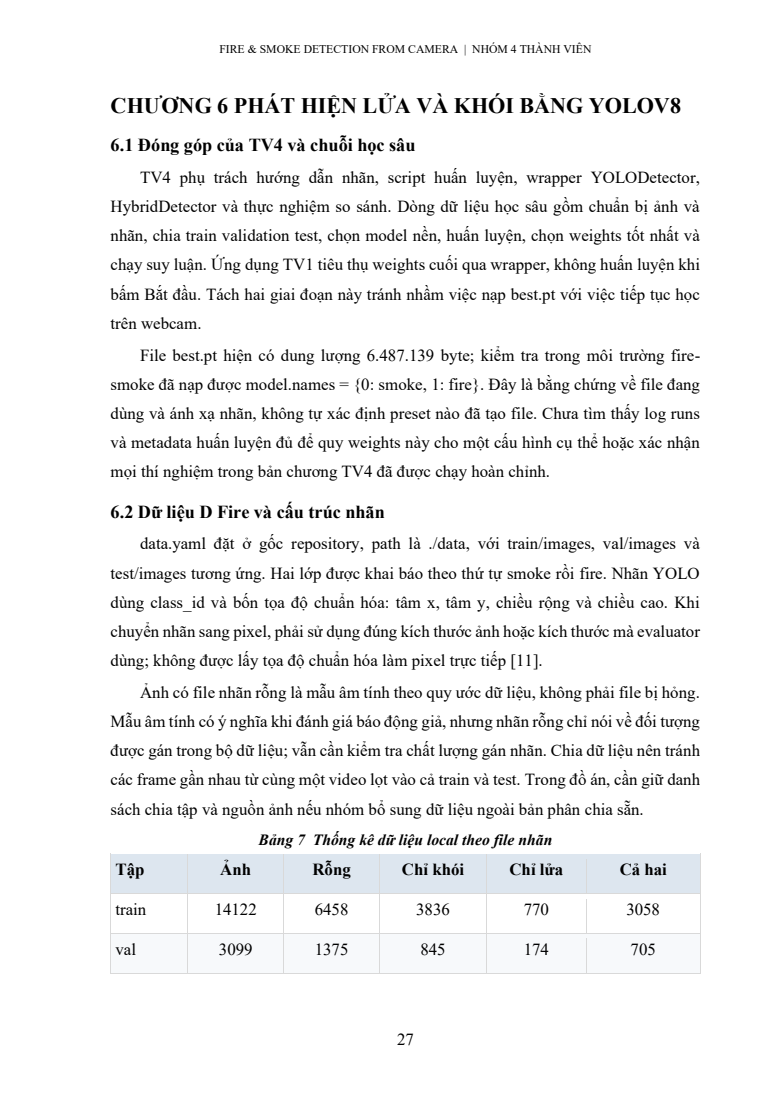 FIRE & SMOKE DETECTION FROM CAMERA | NHÓM 4 THÀNH VIÊN
CHƯƠNG 6 PHÁT HIỆN LỬA VÀ KHÓI BẰNG YOLOV8
6.1 Đóng góp của TV4 và chuỗi học sâu
TV4 phụ trách hướng dẫn nhãn, script huấn luyện, wrapper YOLODetector,
HybridDetector và thực nghiệm so sánh. Dòng dữ liệu học sâu gồm chuẩn bị ảnh và
nhãn, chia train validation test, chọn model nền, huấn luyện, chọn weights tốt nhất và
chạy suy luận. Ứng dụng TV1 tiêu thụ weights cuối qua wrapper, không huấn luyện khi
bấm Bắt đầu. Tách hai giai đoạn này tránh nhầm việc nạp best.pt với việc tiếp tục học
trên webcam.
File best.pt hiện có dung lượng 6.487.139 byte; kiểm tra trong môi trường fire-
smoke đã nạp được model.names = {0: smoke, 1: fire}. Đây là bằng chứng về file đang
dùng và ánh xạ nhãn, không tự xác định preset nào đã tạo file. Chưa tìm thấy log runs
và metadata huấn luyện đủ để quy weights này cho một cấu hình cụ thể hoặc xác nhận
mọi thí nghiệm trong bản chương TV4 đã được chạy hoàn chỉnh.
6.2 Dữ liệu D Fire và cấu trúc nhãn
data.yaml đặt ở gốc repository, path là ./data, với train/images, val/images và
test/images tương ứng. Hai lớp được khai báo theo thứ tự smoke rồi fire. Nhãn YOLO
dùng class_id và bốn tọa độ chuẩn hóa: tâm x, tâm y, chiều rộng và chiều cao. Khi
chuyển nhãn sang pixel, phải sử dụng đúng kích thước ảnh hoặc kích thước mà evaluator
dùng; không được lấy tọa độ chuẩn hóa làm pixel trực tiếp [11].
Ảnh có file nhãn rỗng là mẫu âm tính theo quy ước dữ liệu, không phải file bị hỏng.
Mẫu âm tính có ý nghĩa khi đánh giá báo động giả, nhưng nhãn rỗng chỉ nói về đối tượng
được gán trong bộ dữ liệu; vẫn cần kiểm tra chất lượng gán nhãn. Chia dữ liệu nên tránh
các frame gần nhau từ cùng một video lọt vào cả train và test. Trong đồ án, cần giữ danh
sách chia tập và nguồn ảnh nếu nhóm bổ sung dữ liệu ngoài bản phân chia sẵn.
Bảng 7 Thống kê dữ liệu local theo file nhãn
Tập Ảnh Rỗng Chỉ khói Chỉ lửa Cả hai
train 14122 6458 3836 770 3058
val 3099 1375 845 174 705
27